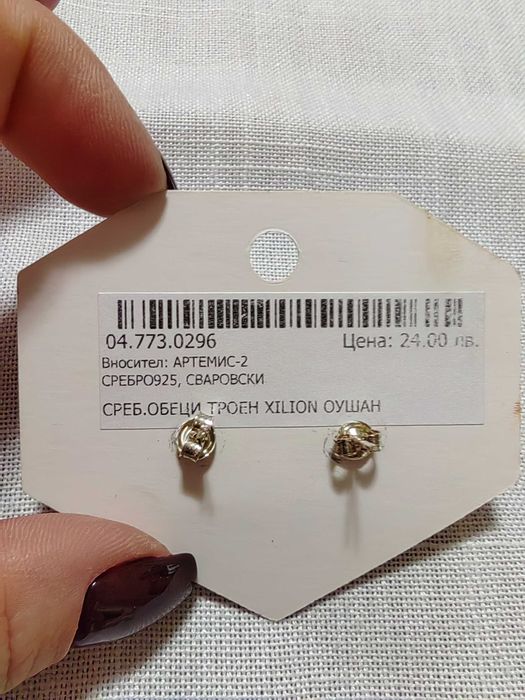 04.773.0296 Цена: 24.00 лв.
Вносител: АРТЕМИС-2
СРЕБРО925, СВАРОВСКИ
СРЕБ.ОБЕЦИ ТРОЕН XILION ОУШАН